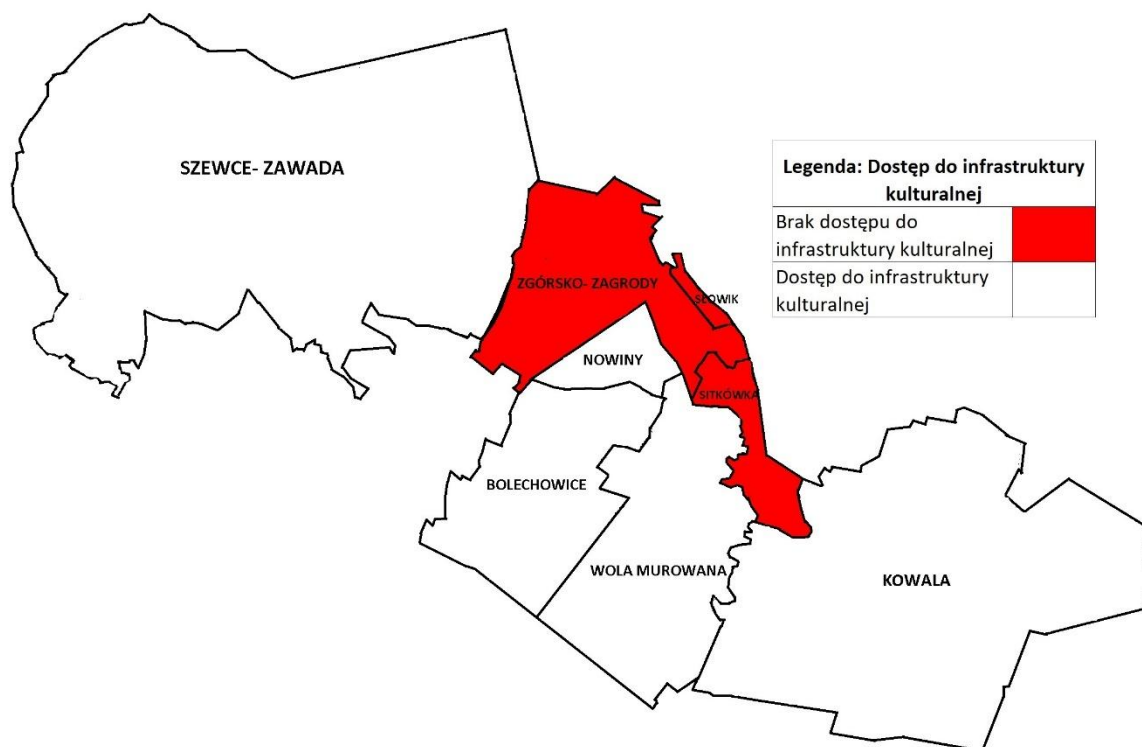 SZEWCE- ZAWADA
Legenda: Dostęp do infrastruktury
kulturalnej
Brak dostępu do
infrastruktury kulturalnej
Dostęp do infrastruktury
kulturalnej
ZGÓRSKO- ZAGRODY
SŁOWIK
NOWINY
SITKÓWKA
BOLECHOWICE
WOLA MUROWANA
KOWALA